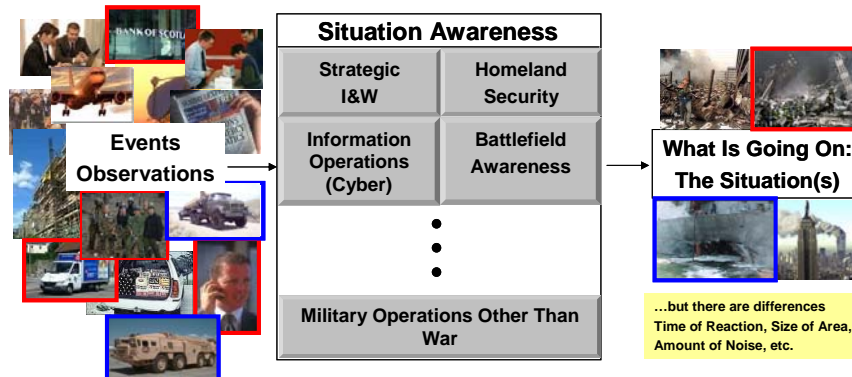 BANK OF SCOTL
Events
Observations
Situation Awareness
Strategic
I&W
Homeland
Security
Information
Operations
(Cyber)
Battlefield
Awareness
Military Operations Other Than
War
What Is Going On:
The Situation(s)
...but there are differences
Time of Reaction, Size of Area,
Amount of Noise, etc.